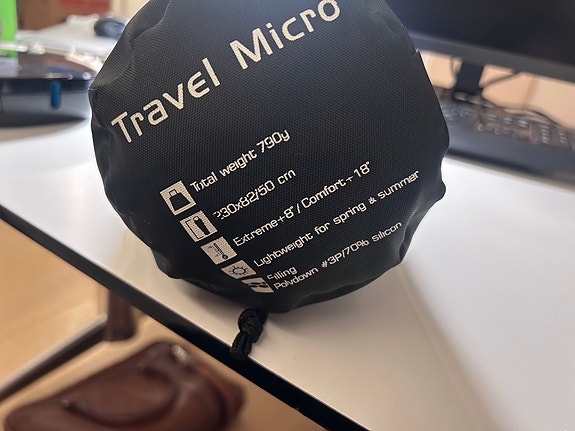 Travel Micro
Total weight 790g
230x82/50 cm
Extreme+8°/ Comfort + 18°
Lightweight for spring & summer
Filling
Polydown #3P/70% silicon